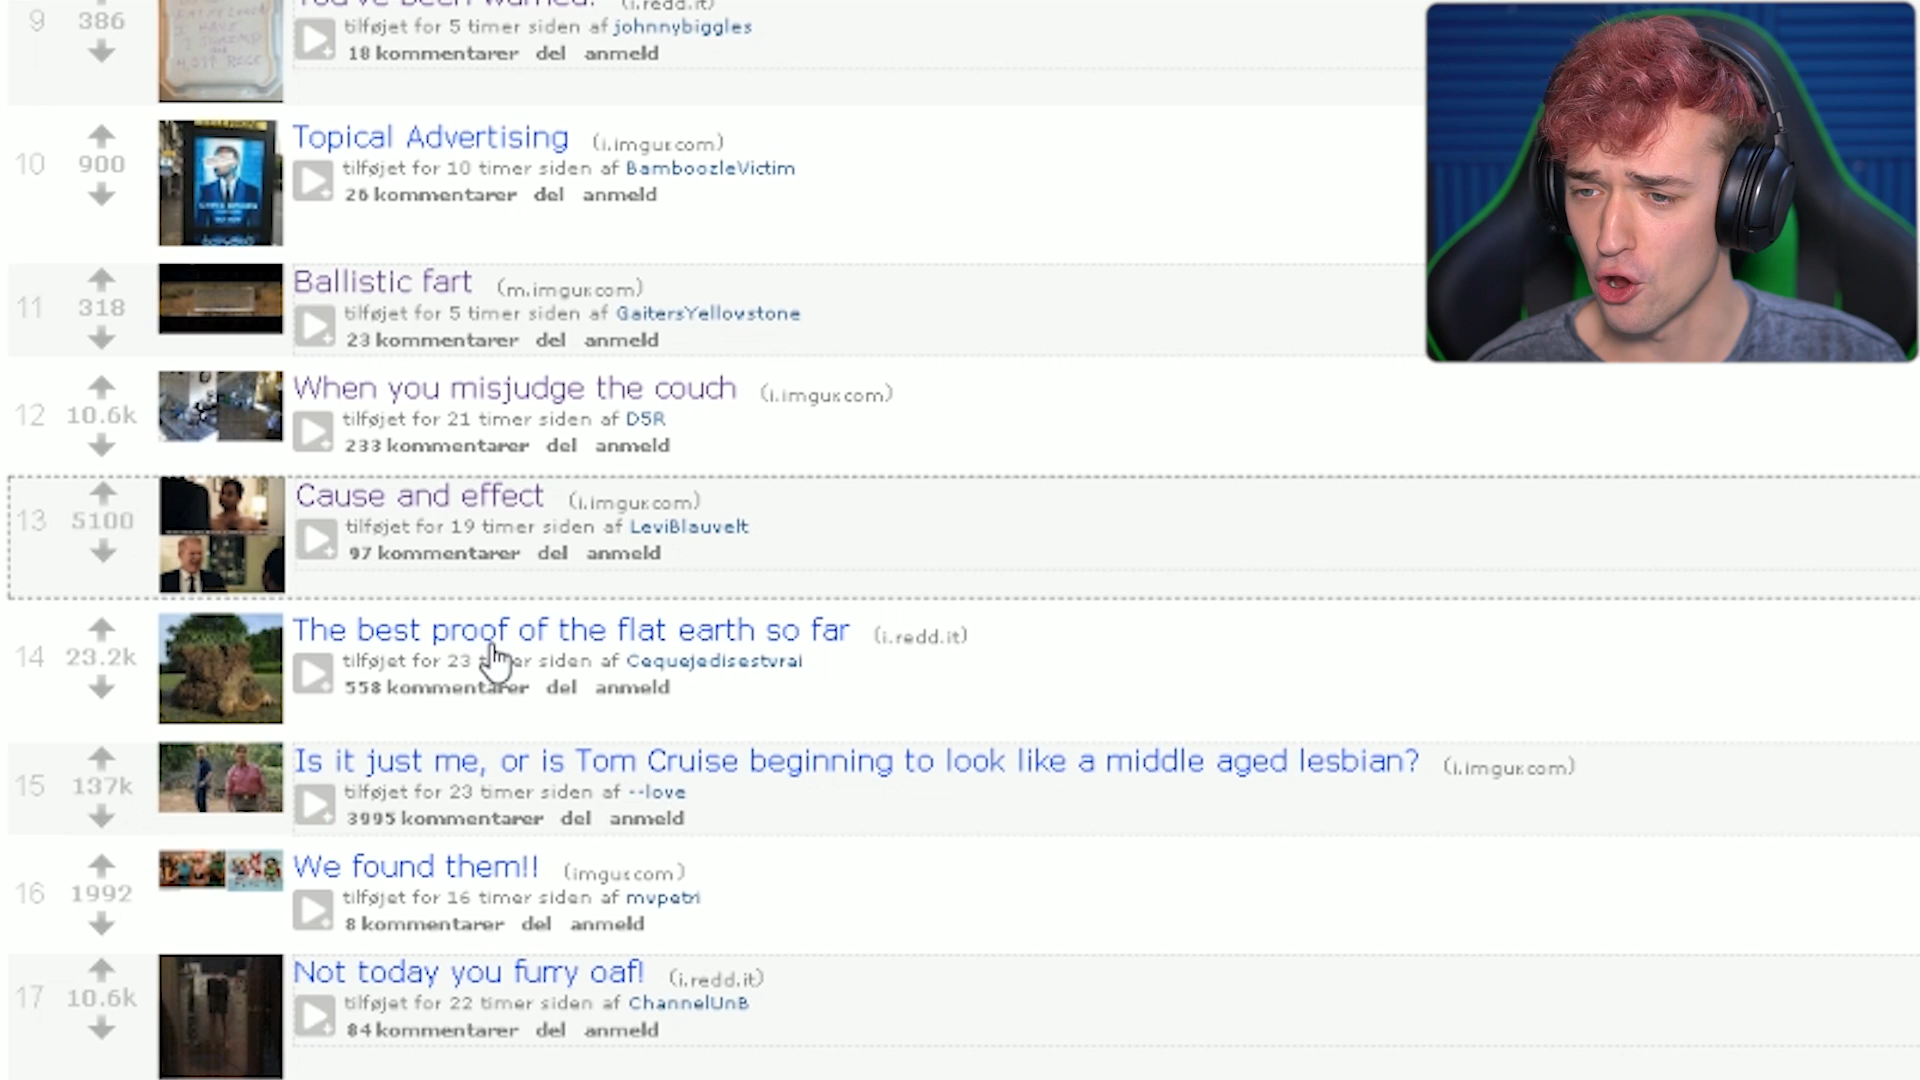 9
386
You've been warned! (i.redd.it)
tilføjet for 5 timer siden af johnnybiggles
18 kommentarer del anmeld
10
900
Topical Advertising (i.imgur.com)
tilføjet for 10 timer siden af BamboozleVictim
26 kommentarer del anmeld
11
318
Ballistic fart (m.imgur.com)
tilføjet for 5 timer siden af GaitersYellowstone
23 kommentarer del anmeld
12
10.6k
When you misjudge the couch (i.imgur.com)
tilføjet for 21 timer siden af D5R
233 kommentarer del anmeld
13
5100
Cause and effect (i.imgur.com)
tilføjet for 19 timer siden af LeviBlauvelt
97 kommentarer del anmeld
14
23.2k
The best proof of the flat earth so far (i.redd.it)
tilføjet for 23 timer siden af Cequejedisestvrai
558 kommentarer del anmeld
15
137k
Is it just me, or is Tom Cruise beginning to look like a middle aged lesbian? (i.imgur.com)
tilføjet for 23 timer siden af --love
3995 kommentarer del anmeld
16
1992
We found them!! (imgur.com)
tilføjet for 16 timer siden af mvpetri
8 kommentarer del anmeld
17
10.6k
Not today you furry oaf! (i.redd.it)
tilføjet for 22 timer siden af ChannelUnB
84 kommentarer del anmeld